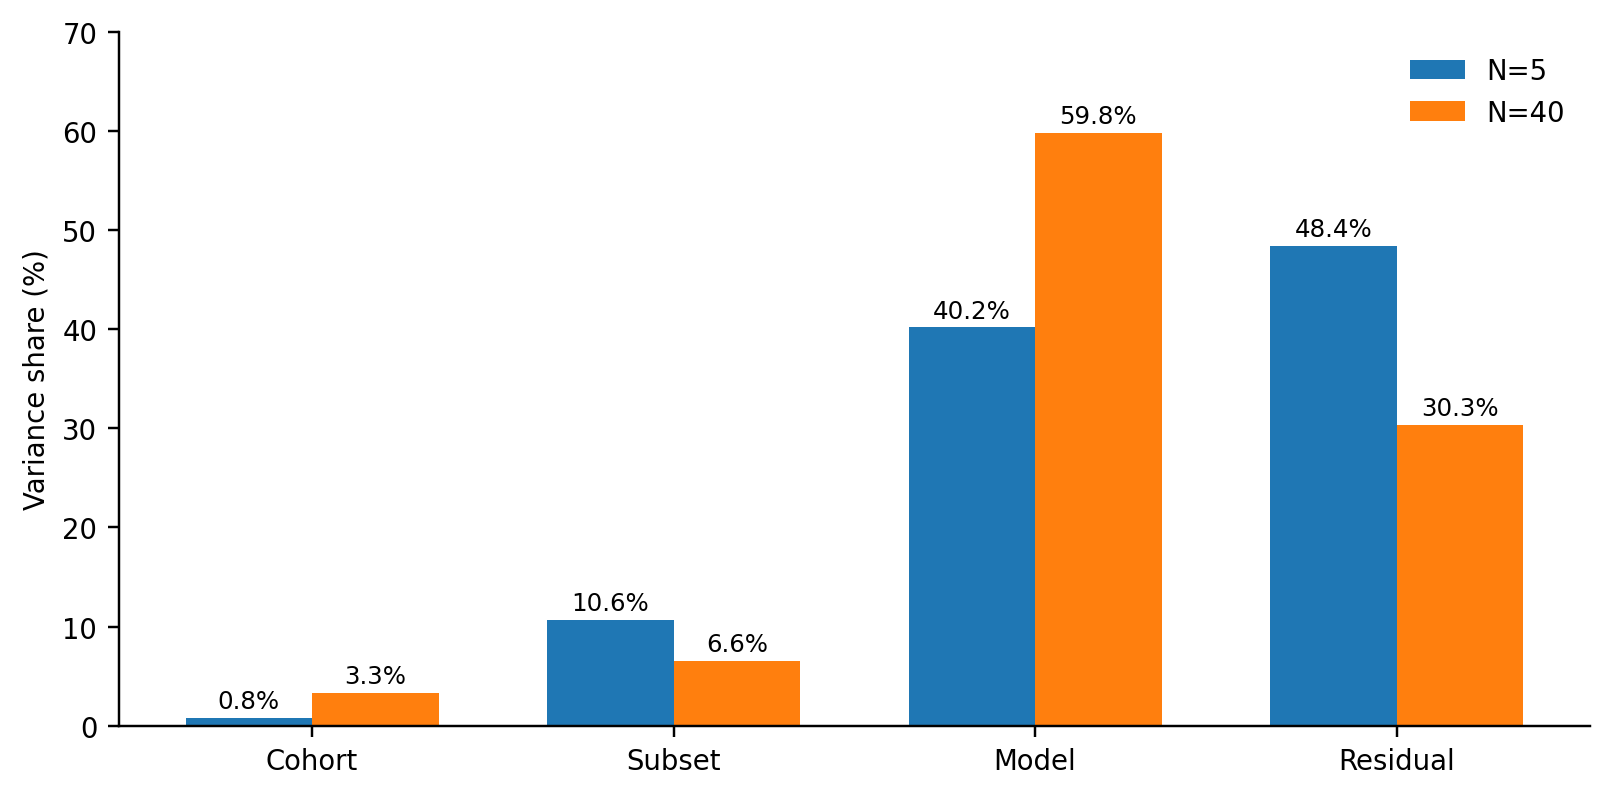 70
60
50
40
30
20
10
0
Variance share (%)
N=5
N=40
0.8%
3.3%
10.6%
6.6%
40.2%
59.8%
48.4%
30.3%
Cohort
Subset
Model
Residual